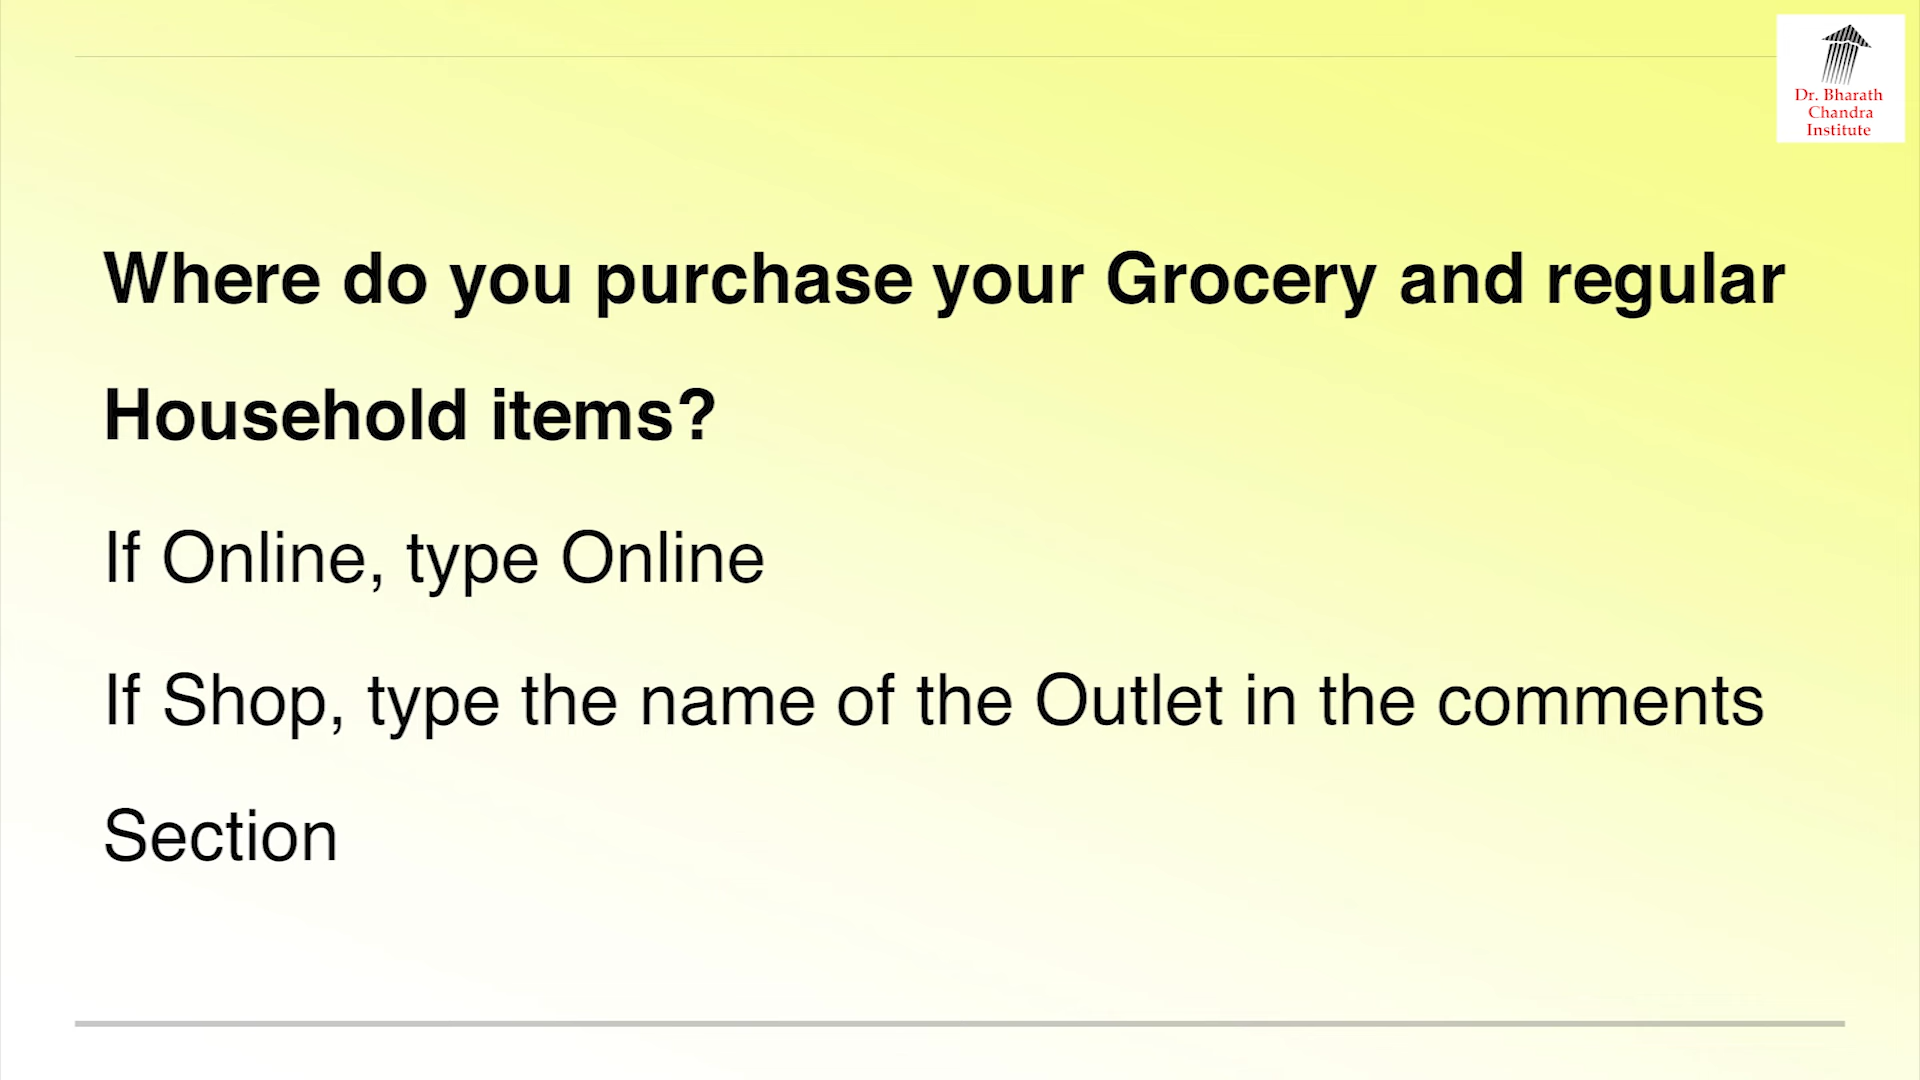 Dr. Bharath
Chandra
Institute
Where do you purchase your Grocery and regular
Household items?
If Online, type Online
If Shop, type the name of the Outlet in the comments
Section